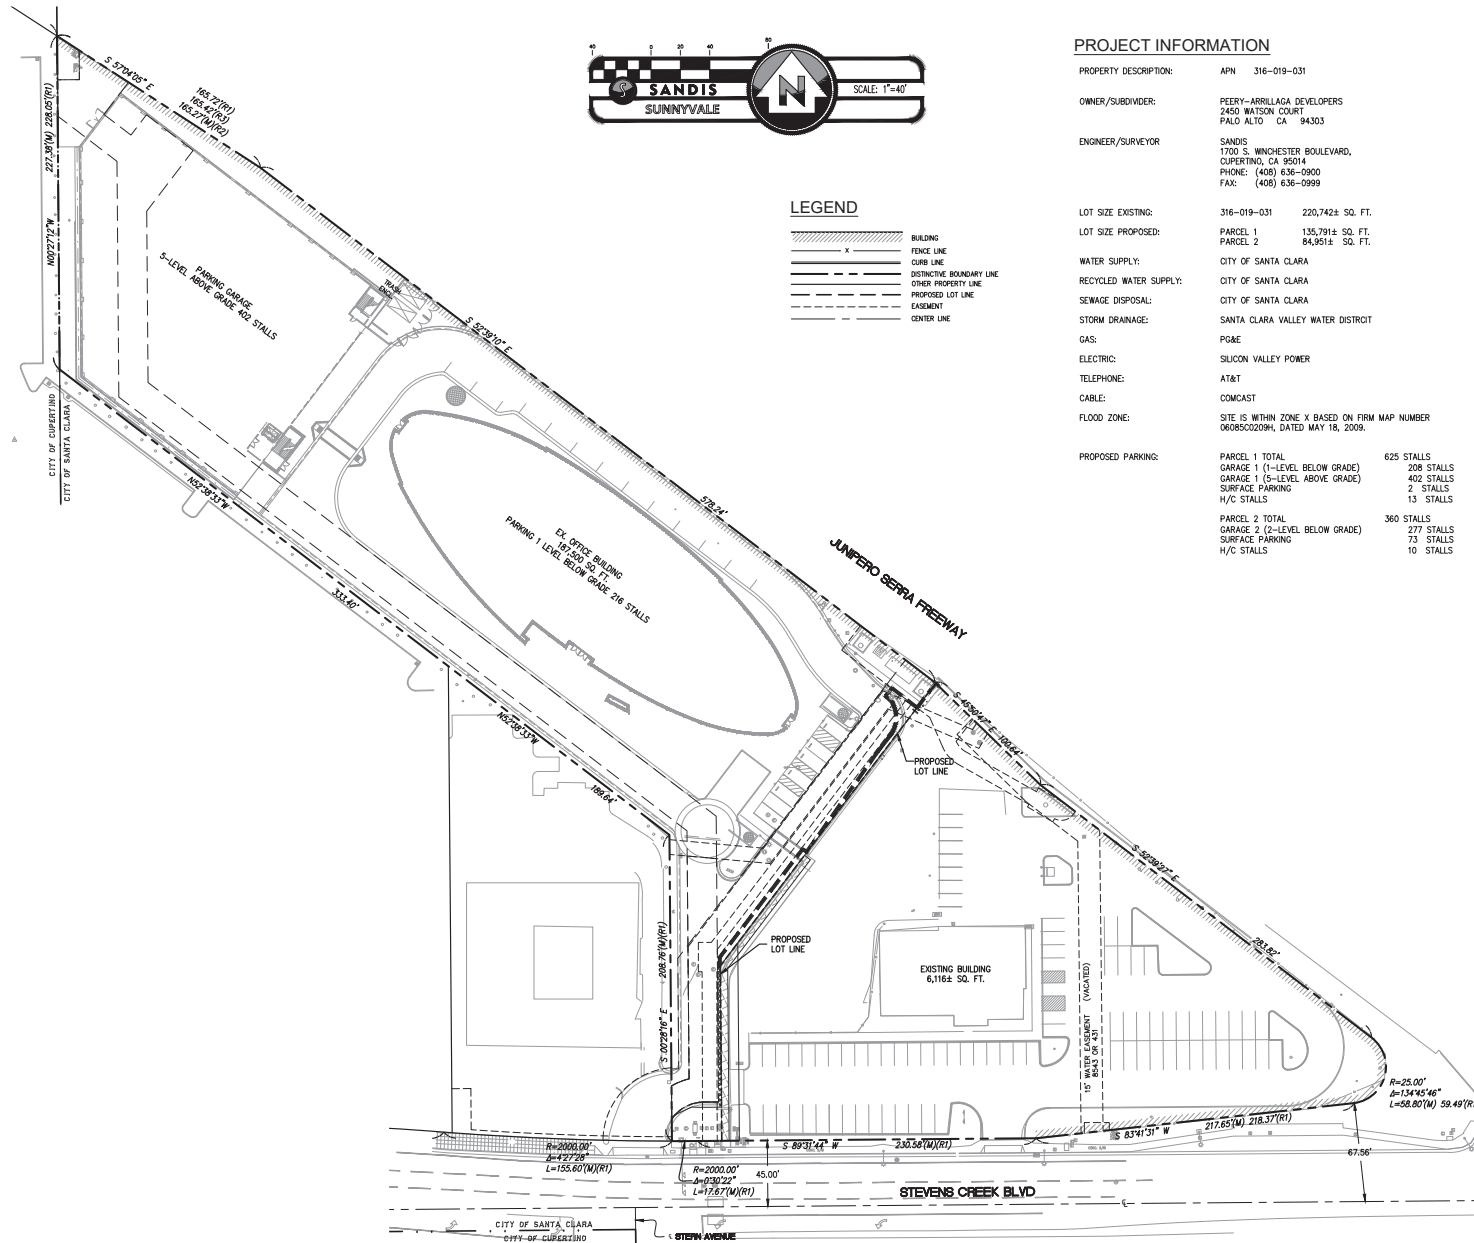 40 0 20 40 80
SANDIS
SUNNYVALE
N
SCALE: 1"=40'
PROJECT INFORMATION
PROPERTY DESCRIPTION: APN 316-019-031
OWNER/SUBDIVIDER: PEERY-ARRILLAGA DEVELOPERS
2450 WATSON COURT
PALO ALTO CA 94303
ENGINEER/SURVEYOR SANDIS
1700 S. WINCHESTER BOULEVARD,
CUPERTINO, CA 95014
PHONE: (408) 636-0900
FAX: (408) 636-0999
LOT SIZE EXISTING: 316-019-031 220,742± SQ. FT.
LOT SIZE PROPOSED: PARCEL 1 135,791± SQ. FT.
PARCEL 2 84,951± SQ. FT.
WATER SUPPLY: CITY OF SANTA CLARA
RECYCLED WATER SUPPLY: CITY OF SANTA CLARA
SEWAGE DISPOSAL: CITY OF SANTA CLARA
STORM DRAINAGE: SANTA CLARA VALLEY WATER DISTRCIT
GAS: PG&E
ELECTRIC: SILICON VALLEY POWER
TELEPHONE: AT&T
CABLE: COMCAST
FLOOD ZONE: SITE IS WITHIN ZONE X BASED ON FIRM MAP NUMBER
06085C0209H, DATED MAY 18, 2009.
PROPOSED PARKING: PARCEL 1 TOTAL 625 STALLS
GARAGE 1 (1-LEVEL BELOW GRADE) 208 STALLS
GARAGE 1 (5-LEVEL ABOVE GRADE) 402 STALLS
SURFACE PARKING 2 STALLS
H/C STALLS 13 STALLS
PARCEL 2 TOTAL 360 STALLS
GARAGE 2 (2-LEVEL BELOW GRADE) 277 STALLS
SURFACE PARKING 73 STALLS
H/C STALLS 10 STALLS
LEGEND
BUILDING
X FENCE LINE
CURB LINE
DISTINCTIVE BOUNDARY LINE
OTHER PROPERTY LINE
PROPOSED LOT LINE
EASEMENT
CENTER LINE
S 57°04'05" E
165.72'(R1)
165.42'(R3)
165.27'(M)(R2)
227.38'(M) 228.05'(R1)
N00°27'12"W
PARKING GARAGE
5-LEVEL ABOVE GRADE 402 STALLS
TRASH
ENCL
S 52°39'10" E
CITY OF CUPERTINO
CITY OF SANTA CLARA
N52°38'33"W
333.40'
578.24'
EX. OFFICE BUILDING
187,500 SQ. FT.
PARKING 1 LEVEL BELOW GRADE 216 STALLS
JUNIPERO SERRA FREEWAY
S 45°50'47" E 100.64'
N52°38'33"W
189.64'
PROPOSED
LOT LINE
S 52°39'27" E
283.82'
PROPOSED
LOT LINE
208.76'(M)(R1)
S 00°28'16" E
EXISTING BUILDING
6,116± SQ. FT.
15' WATER EASEMENT (VACATED)
8543 OR 431
R=25.00'
Δ=134°45'46"
L=58.80'(M) 59.49'(R1
217.65'(M) 218.37'(R1)
S 83°41'31" W
67.56'
S 89°31'44" W 230.58'(M)(R1)
R=2000.00'
Δ=4°27'28"
L=155.60'(M)(R1)
R=2000.00'
Δ=0°30'22"
L=17.67'(M)(R1)
45.00'
STEVENS CREEK BLVD
CITY OF SANTA CLARA
CITY OF CUPERTINO
STERN AVENUE